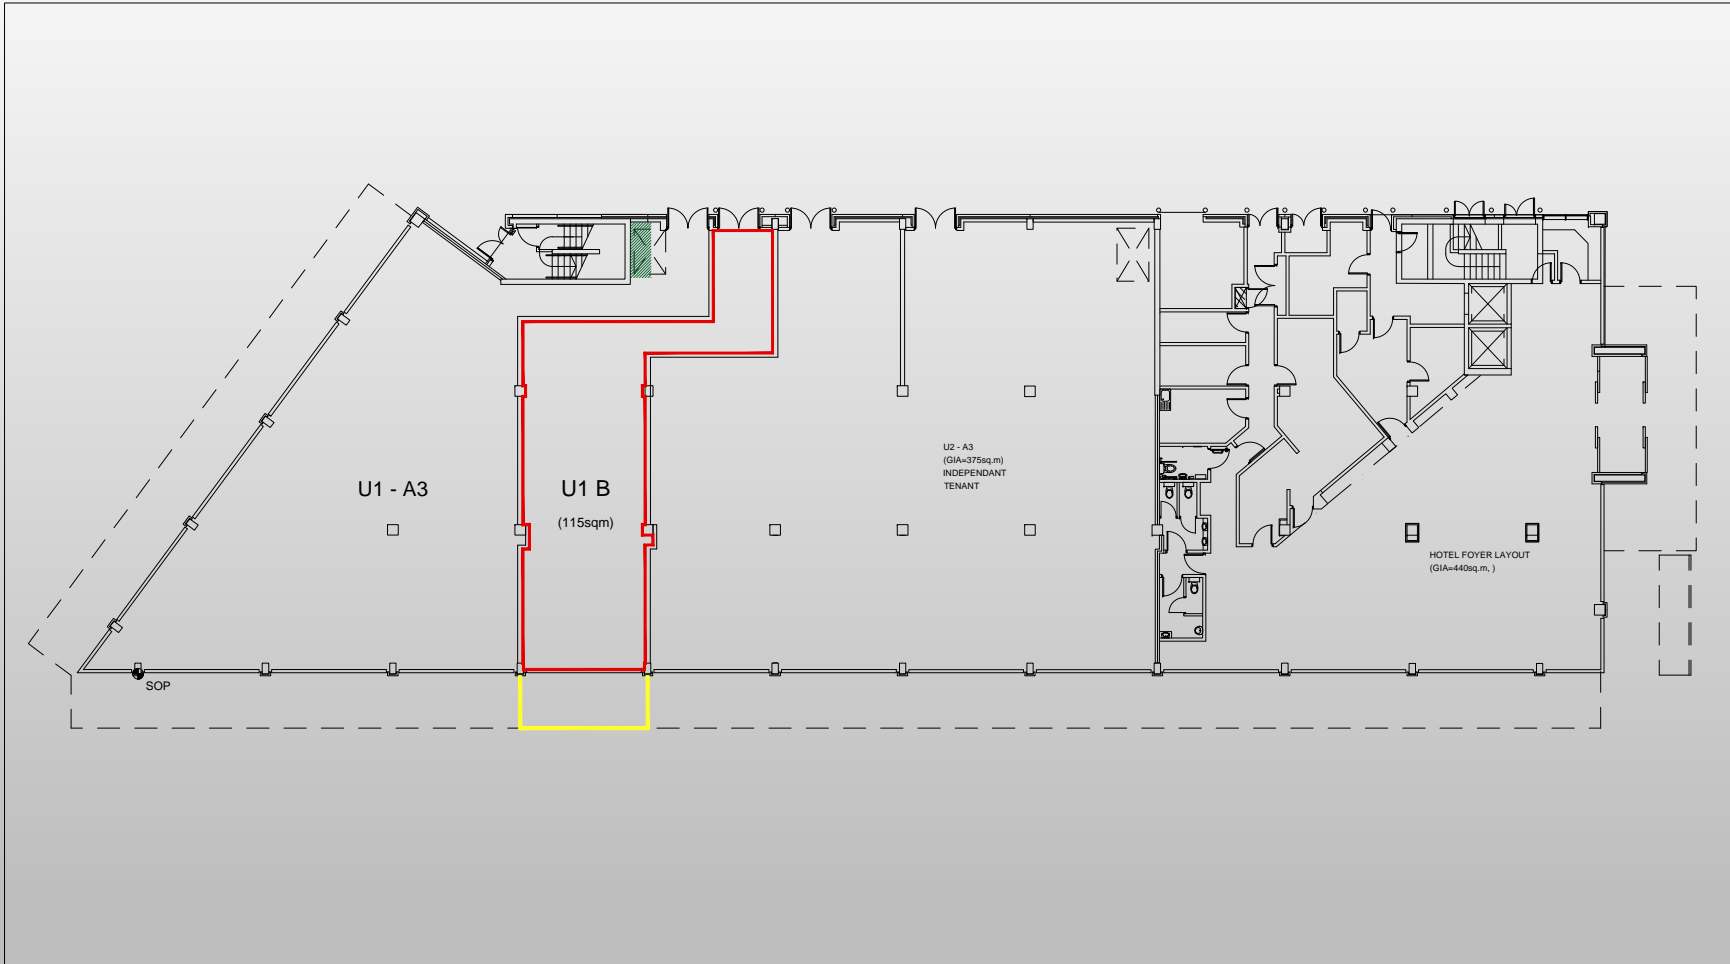 U1 - A3
U1 B
(115sqm)
U2 - A3
(GIA=375sq.m)
INDEPENDANT
TENANT
HOTEL FOYER LAYOUT
(GIA=440sq.m, )
SOP